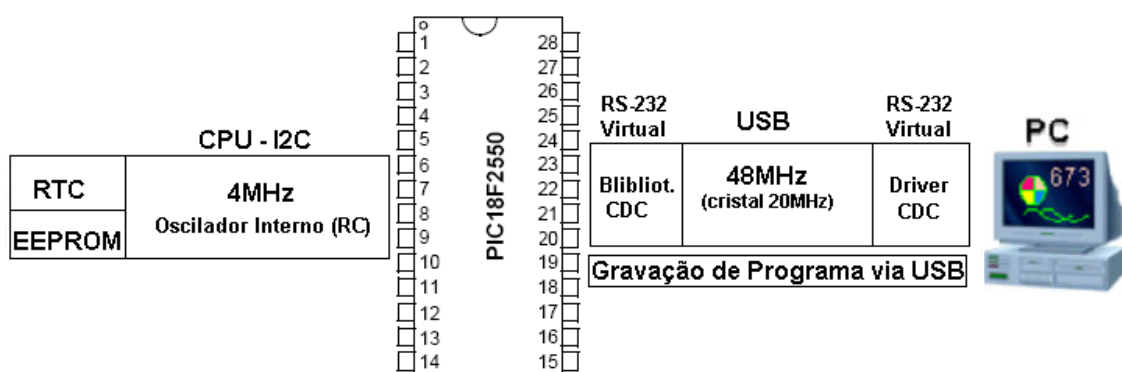 CPU - I2C
RTC
EEPROM
4MHz
Oscilador Interno (RC)
1
2
3
4
5
6
7
8
9
10
11
12
13
14
PIC18F2550
28
27
26
25
24
23
22
21
20
19
18
17
16
15
RS-232
Virtual
USB
RS-232
Virtual
Blibliot.
CDC
48MHz
(cristal 20MHz)
Driver
CDC
Gravação de Programa via USB
PC
673